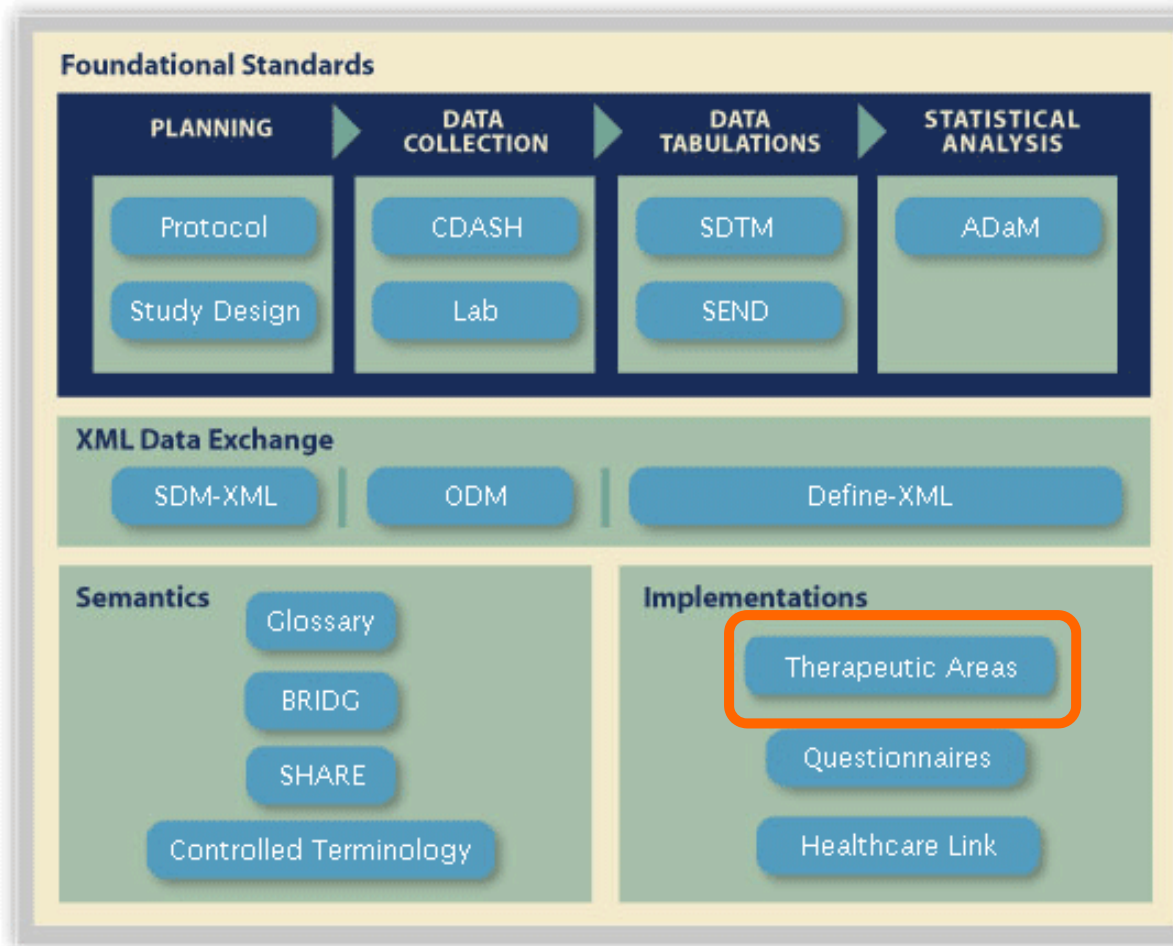 Foundational Standards
PLANNING
DATA
COLLECTION
DATA
TABULATIONS
STATISTICAL
ANALYSIS
Protocol
Study Design
CDASH
Lab
SDTM
SEND
ADaM
XML Data Exchange
SDM-XML
ODM
Define-XML
Semantics
Glossary
BRIDG
SHARE
Controlled Terminology
Implementations
Therapeutic Areas
Questionnaires
Healthcare Link